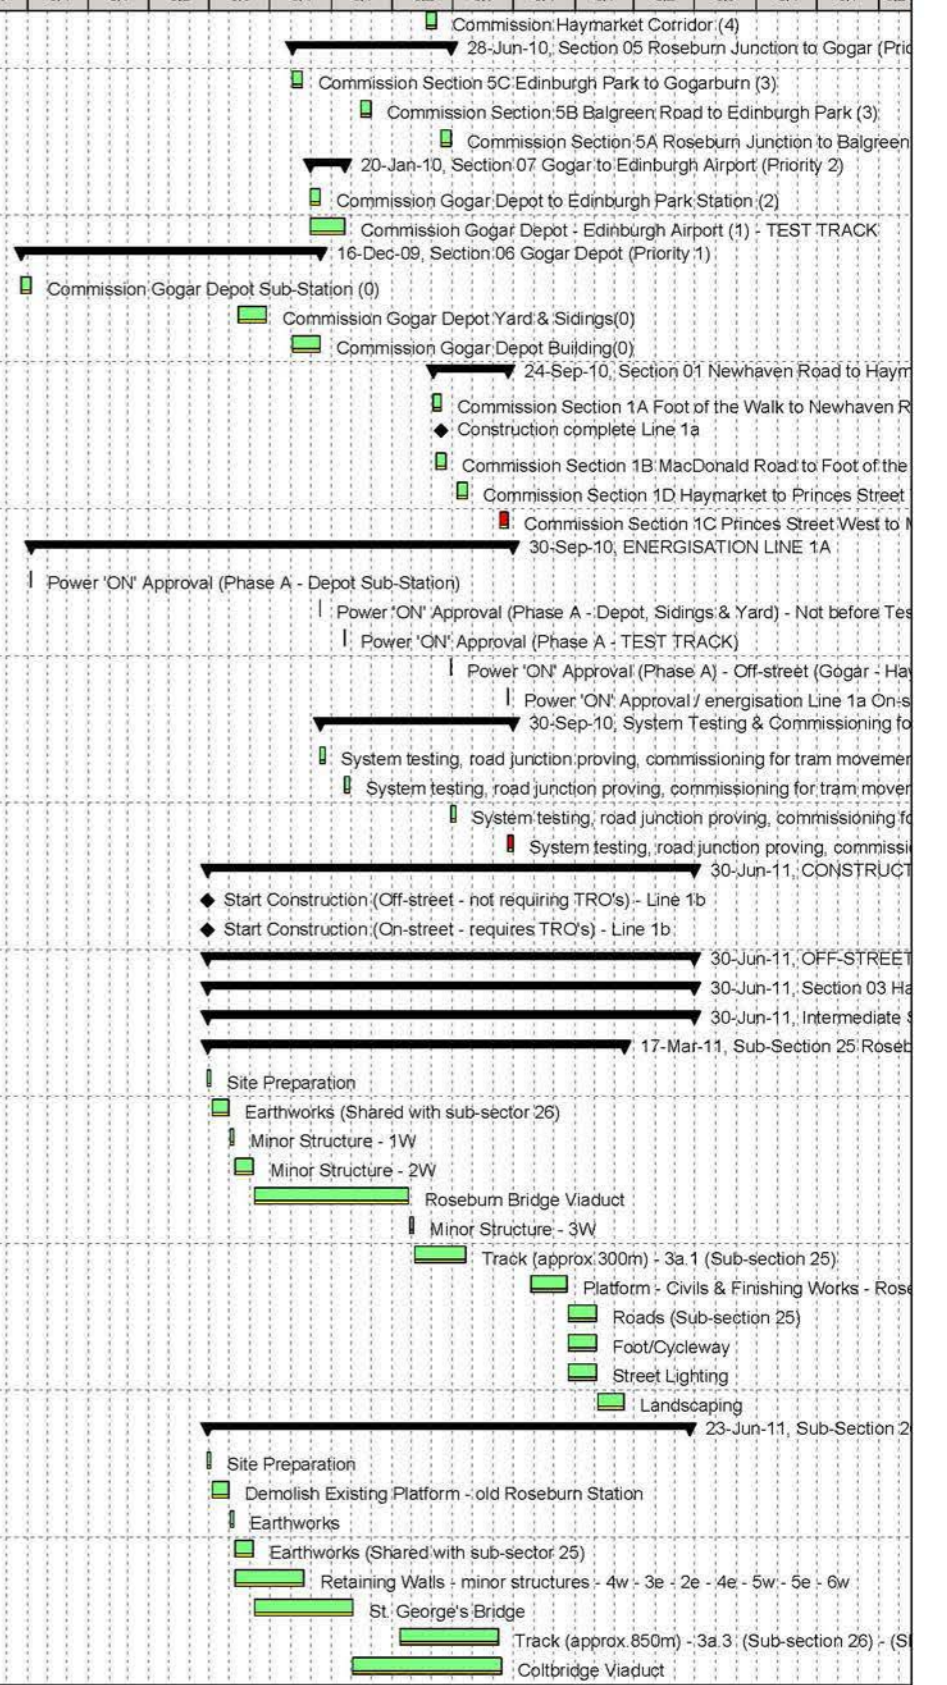 Commission Haymarket Corridor (4)
28-Jun-10, Section 05 Roseburn Junction to Gogar (Prio
Commission Section 5C Edinburgh Park to Gogarburn (3)
Commission Section 5B Balgreen Road to Edinburgh Park (3)
Commission Section 5A Roseburn Junction to Balgreen
20-Jan-10, Section 07 Gogar to Edinburgh Airport (Priority 2)
Commission Gogar Depot to Edinburgh Park Station (2)
Commission Gogar Depot - Edinburgh Airport (1) - TEST TRACK
16-Dec-09, Section 06 Gogar Depot (Priority 1)
Commission Gogar Depot Sub-Station (0)
Commission Gogar Depot Yard & Sidings(0)
Commission Gogar Depot Building(0)
24-Sep-10, Section 01 Newhaven Road to Haym
Commission Section 1A Foot of the Walk to Newhaven R
Construction complete Line 1a
Commission Section 1B MacDonald Road to Foot of the
Commission Section 1D Haymarket to Princes Street
Commission Section 1C Princes Street West to M
30-Sep-10, ENERGISATION LINE 1A
Power 'ON' Approval (Phase A - Depot Sub-Station)
Power 'ON' Approval (Phase A - Depot, Sidings & Yard) - Not before Tes
Power 'ON' Approval (Phase A - TEST TRACK)
Power 'ON' Approval (Phase A) - Off-street (Gogar - Hay
Power 'ON' Approval / energisation Line 1a On-s
30-Sep-10, System Testing & Commissioning fo
System testing, road junction proving, commissioning for tram movemen
System testing, road junction proving, commissioning for tram mover
System testing, road junction proving, commissioning fo
System testing, road junction proving, commissi
30-Jun-11, CONSTRUCT
Start Construction (Off-street - not requiring TRO's) - Line 1b
Start Construction (On-street - requires TRO's) - Line 1b
30-Jun-11, OFF-STREET
30-Jun-11, Section 03 Ha
30-Jun-11, Intermediate S
17-Mar-11, Sub-Section 25 Roseb
Site Preparation
Earthworks (Shared with sub-sector 26)
Minor Structure - 1W
Minor Structure - 2W
Roseburn Bridge Viaduct
Minor Structure - 3W
Track (approx.300m) - 3a.1 (Sub-section 25)
Platform - Civils & Finishing Works - Rose
Roads (Sub-section 25)
Foot/Cycleway
Street Lighting
Landscaping
23-Jun-11, Sub-Section 2
Site Preparation
Demolish Existing Platform - old Roseburn Station
Earthworks
Earthworks (Shared with sub-sector 25)
Retaining Walls - minor structures - 4w - 3e - 2e - 4e - 5w - 5e - 6w
St. George's Bridge
Track (approx.850m) - 3a.3 (Sub-section 26) - (Sl
Coltbridge Viaduct